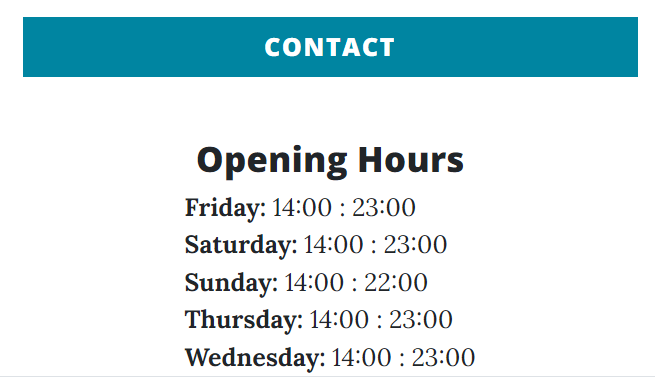 CONTACT
Opening Hours
Friday: 14:00 : 23:00
Saturday: 14:00 : 23:00
Sunday: 14:00 : 22:00
Thursday: 14:00 : 23:00
Wednesday: 14:00 : 23:00